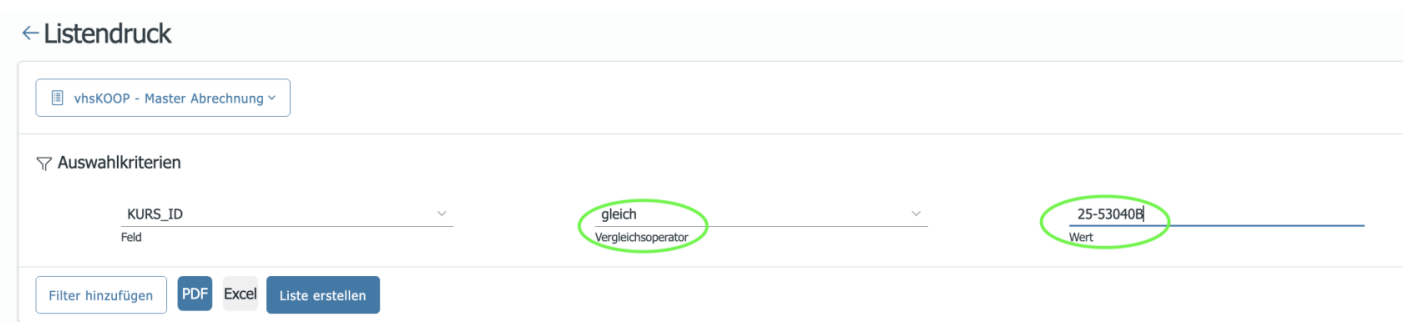 Listendruck
vhsKOOP - Master Abrechnung
Auswahlkriterien
KURS_ID gleich 25-53040B
Feld Vergleichsoperator Wert
Filter hinzufügen PDF Excel Liste erstellen